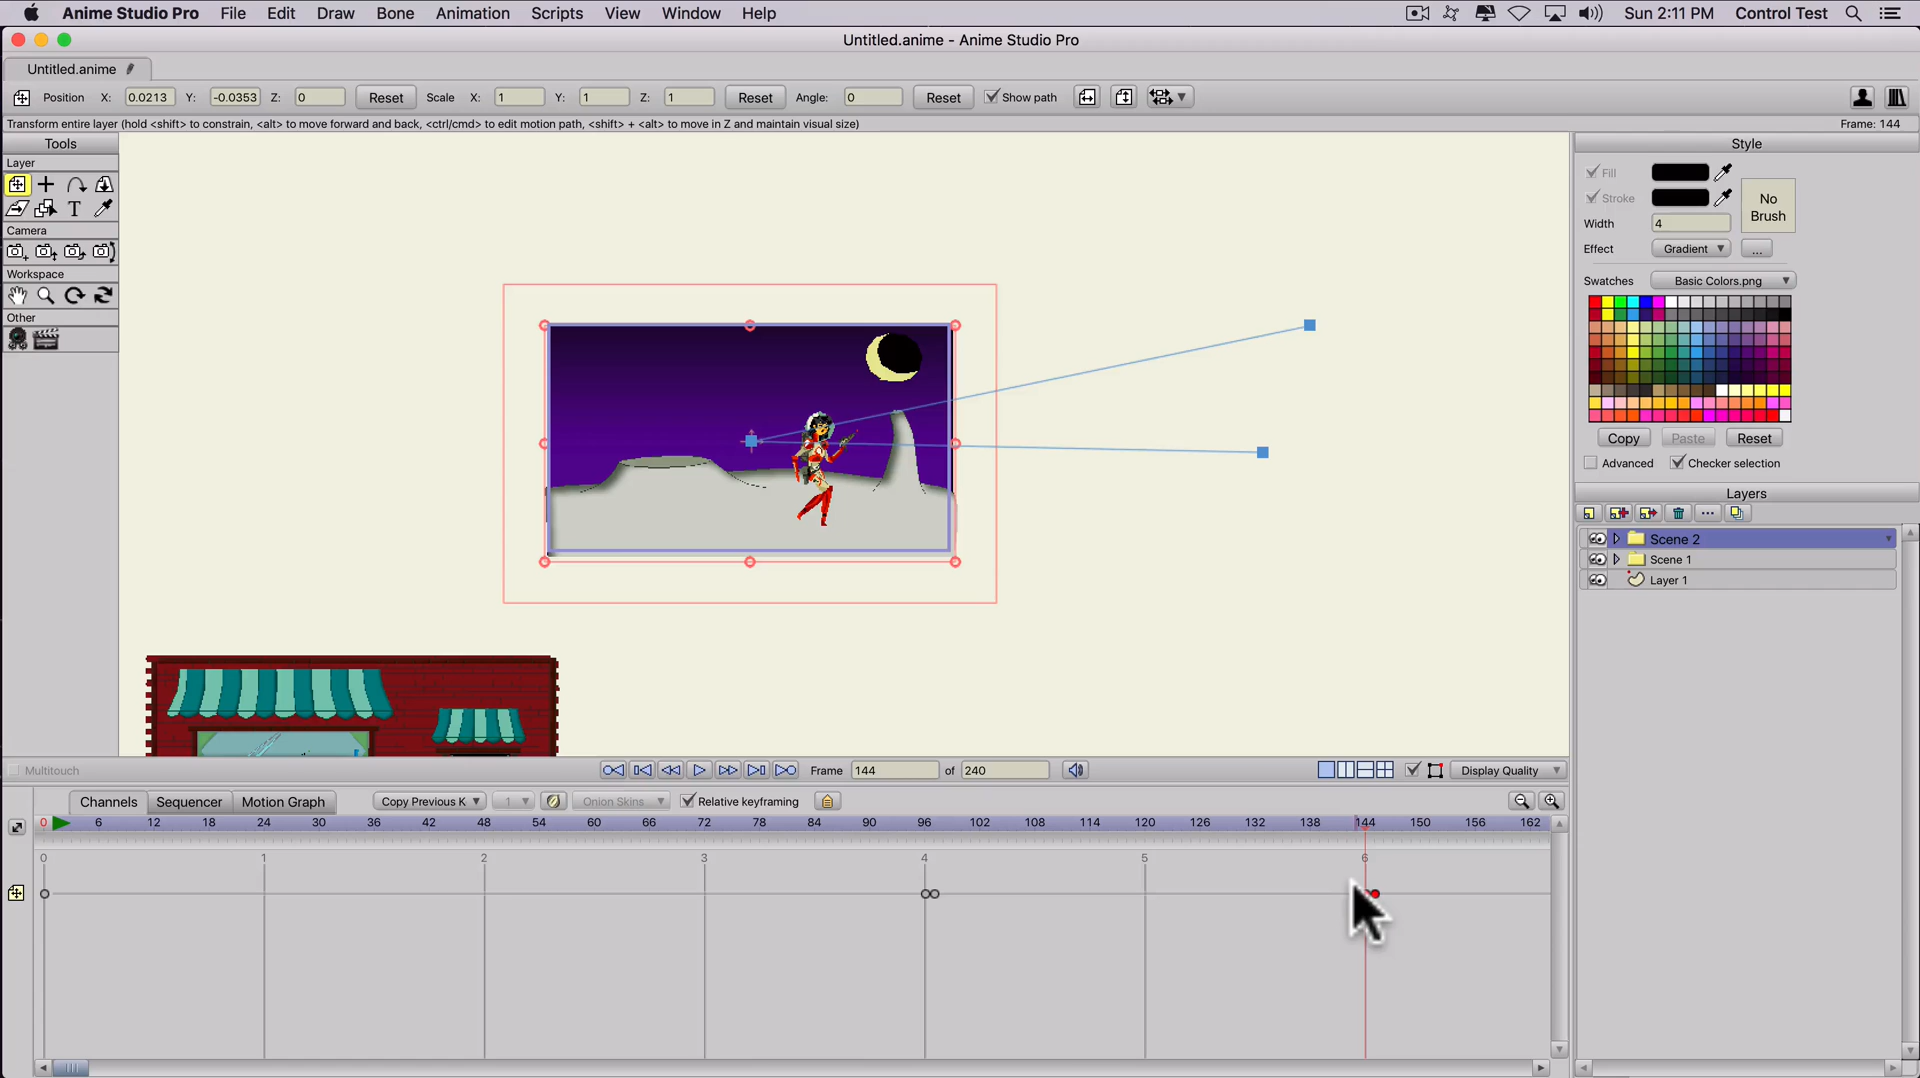 Anime Studio Pro File Edit Draw Bone Animation Scripts View Window Help Sun 2:11 PM Control Test
Untitled.anime - Anime Studio Pro
Untitled.anime
Position X: 0.0213 Y: -0.0353 Z: 0 Reset Scale X: 1 Y: 1 Z: 1 Reset Angle: 0 Reset Show path
Transform entire layer (hold <shift> to constrain, <alt> to move forward and back, <ctrl/cmd> to edit motion path, <shift> + <alt> to move in Z and maintain visual size) Frame: 144
Tools
Layer
T
Camera
Workspace
Other
Style
Fill
Stroke
No
Brush
Width 4
Effect Gradient ...
Swatches Basic Colors.png
Copy Paste Reset
Advanced Checker selection
Layers
Scene 2
Scene 1
Layer 1
Multitouch Frame 144 of 240 Display Quality
Channels Sequencer Motion Graph Copy Previous K 1 Onion Skins Relative keyframing
0 6 12 18 24 30 36 42 48 54 60 66 72 78 84 90 96 102 108 114 120 126 132 138 144 150 156 162
0 1 2 3 4 5 6